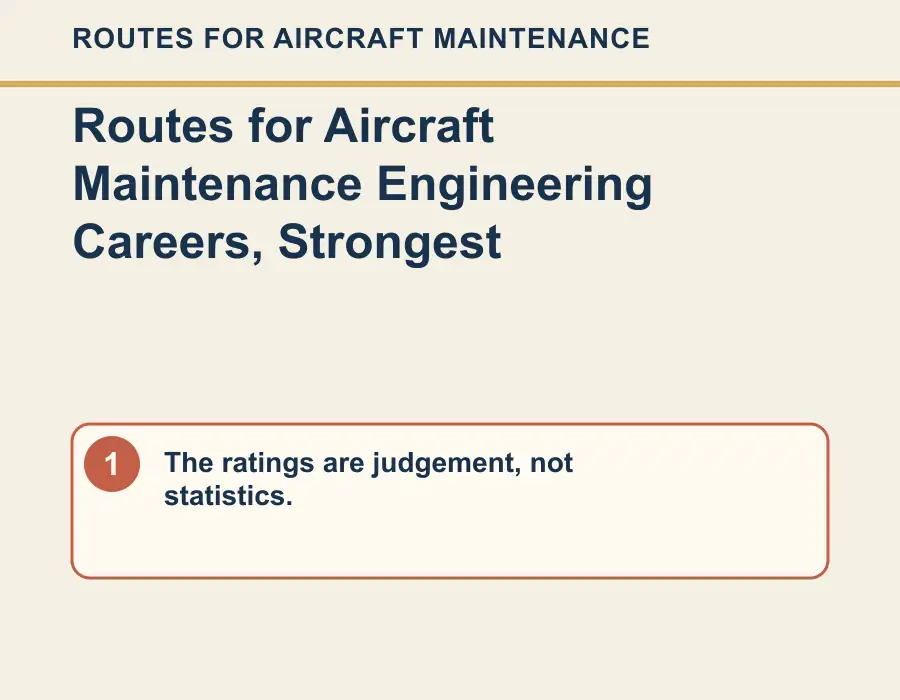 ROUTES FOR AIRCRAFT MAINTENANCE
Routes for Aircraft
Maintenance Engineering
Careers, Strongest
1
The ratings are judgement, not
statistics.